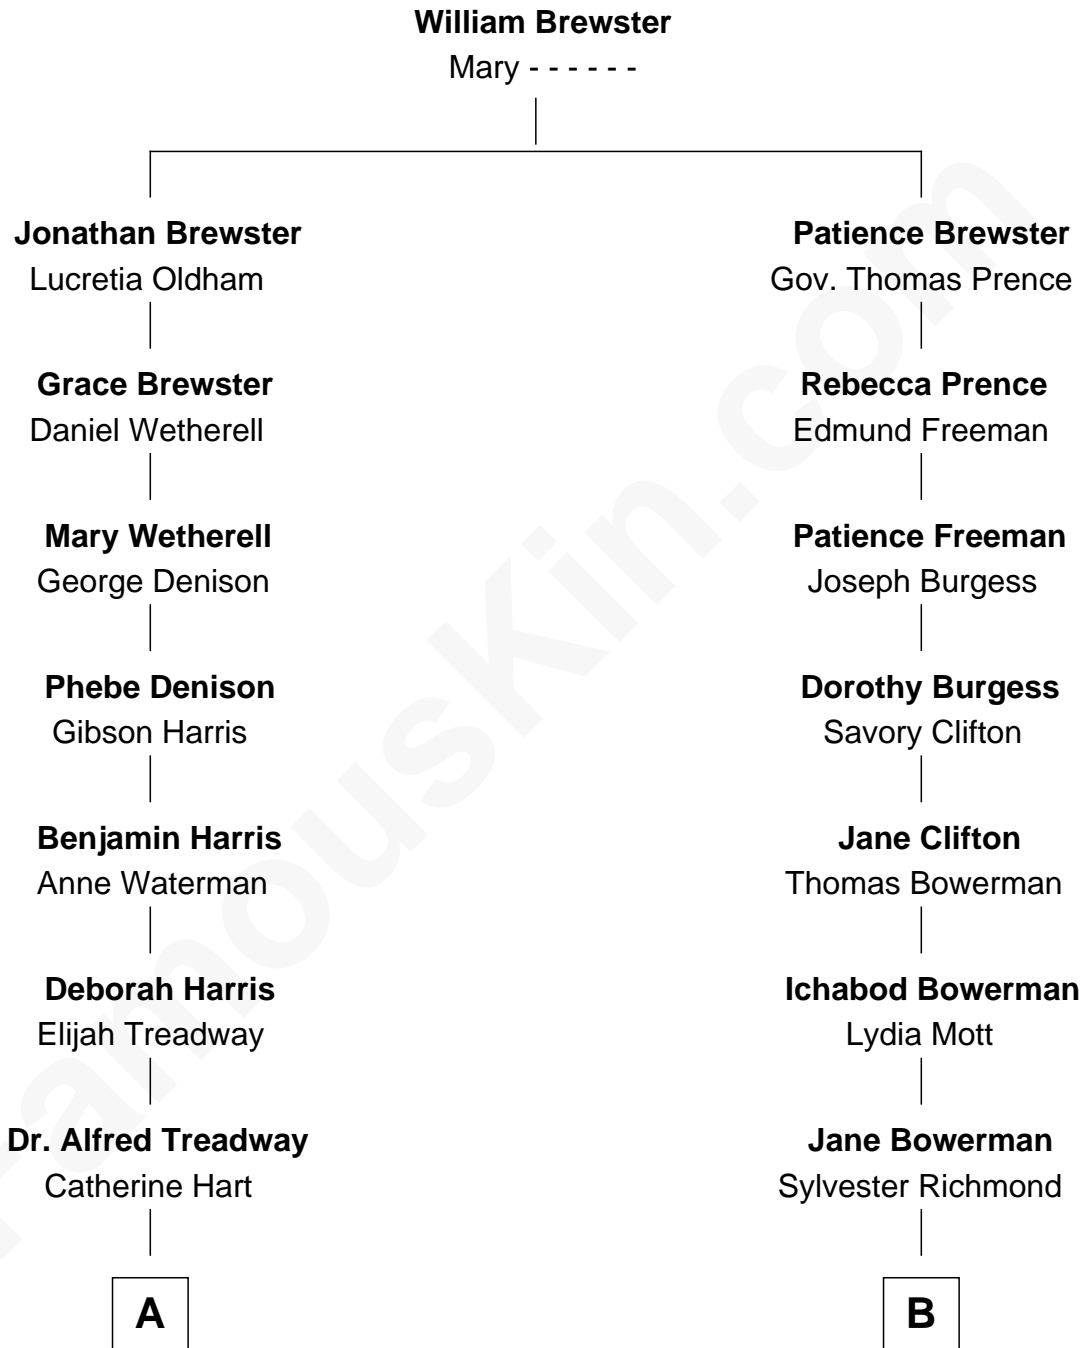 William Brewster
Mary - - - - - -
Jonathan Brewster
Lucretia Oldham
Patience Brewster
Gov. Thomas Prence
Grace Brewster
Daniel Wetherell
Rebecca Prence
Edmund Freeman
Mary Wetherell
George Denison
Patience Freeman
Joseph Burgess
Phebe Denison
Gibson Harris
Dorothy Burgess
Savory Clifton
Benjamin Harris
Anne Waterman
Jane Clifton
Thomas Bowerman
Deborah Harris
Elijah Treadway
Ichabod Bowerman
Lydia Mott
Dr. Alfred Treadway
Catherine Hart
Jane Bowerman
Sylvester Richmond
A
B
FamousKin.com